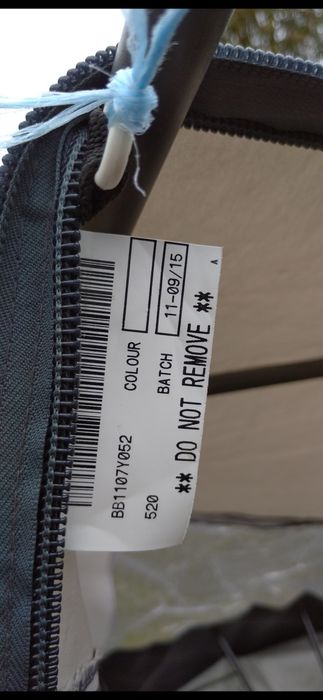 BB1107Y052 COLOUR
520 BATCH 11-09/15
** DO NOT REMOVE **